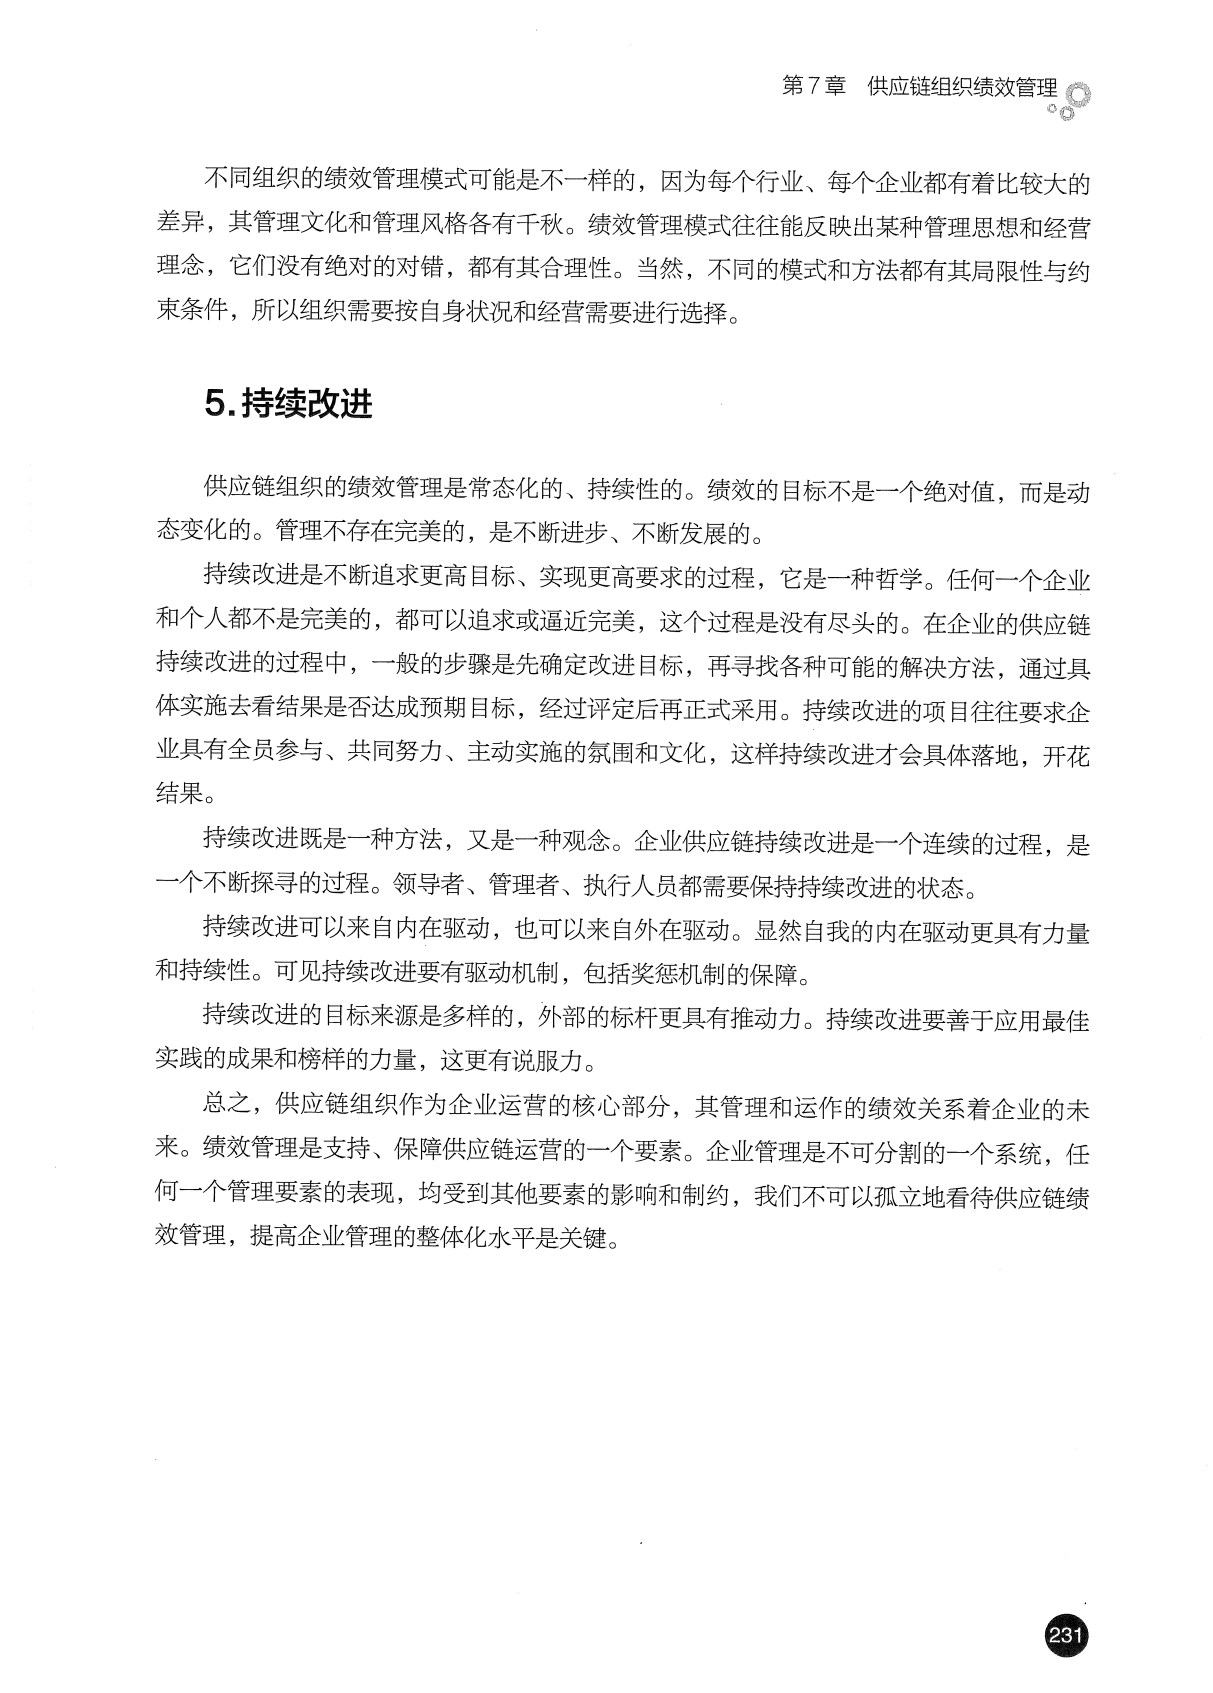 第7章　供应链组织绩效管理
不同组织的绩效管理模式可能是不一样的，因为每个行业、每个企业都有着比较大的
差异，其管理文化和管理风格各有千秋。绩效管理模式往往能反映出某种管理思想和经营
理念，它们没有绝对的对错，都有其合理性。当然，不同的模式和方法都有其局限性与约
束条件，所以组织需要按自身状况和经营需要进行选择。
5.持续改进
供应链组织的绩效管理是常态化的、持续性的。绩效的目标不是一个绝对值，而是动
态变化的。管理不存在完美的，是不断进步、不断发展的。
持续改进是不断追求更高目标、实现更高要求的过程，它是一种哲学。任何一个企业
和个人都不是完美的，都可以追求或逼近完美，这个过程是没有尽头的。在企业的供应链
持续改进的过程中，一般的步骤是先确定改进目标，再寻找各种可能的解决方法，通过具
体实施去看结果是否达成预期目标，经过评定后再正式采用。持续改进的项目往往要求企
业具有全员参与、共同努力、主动实施的氛围和文化，这样持续改进才会具体落地，开花
结果。
持续改进既是一种方法，又是一种观念。企业供应链持续改进是一个连续的过程，是
一个不断探寻的过程。领导者、管理者、执行人员都需要保持持续改进的状态。
持续改进可以来自内在驱动，也可以来自外在驱动。显然自我的内在驱动更具有力量
和持续性。可见持续改进要有驱动机制，包括奖惩机制的保障。
持续改进的目标来源是多样的，外部的标杆更具有推动力。持续改进要善于应用最佳
实践的成果和榜样的力量，这更有说服力。
总之，供应链组织作为企业运营的核心部分，其管理和运作的绩效关系着企业的未
来。绩效管理是支持、保障供应链运营的一个要素。企业管理是不可分割的一个系统，任
何一个管理要素的表现，均受到其他要素的影响和制约，我们不可以孤立地看待供应链绩
效管理，提高企业管理的整体化水平是关键。
231